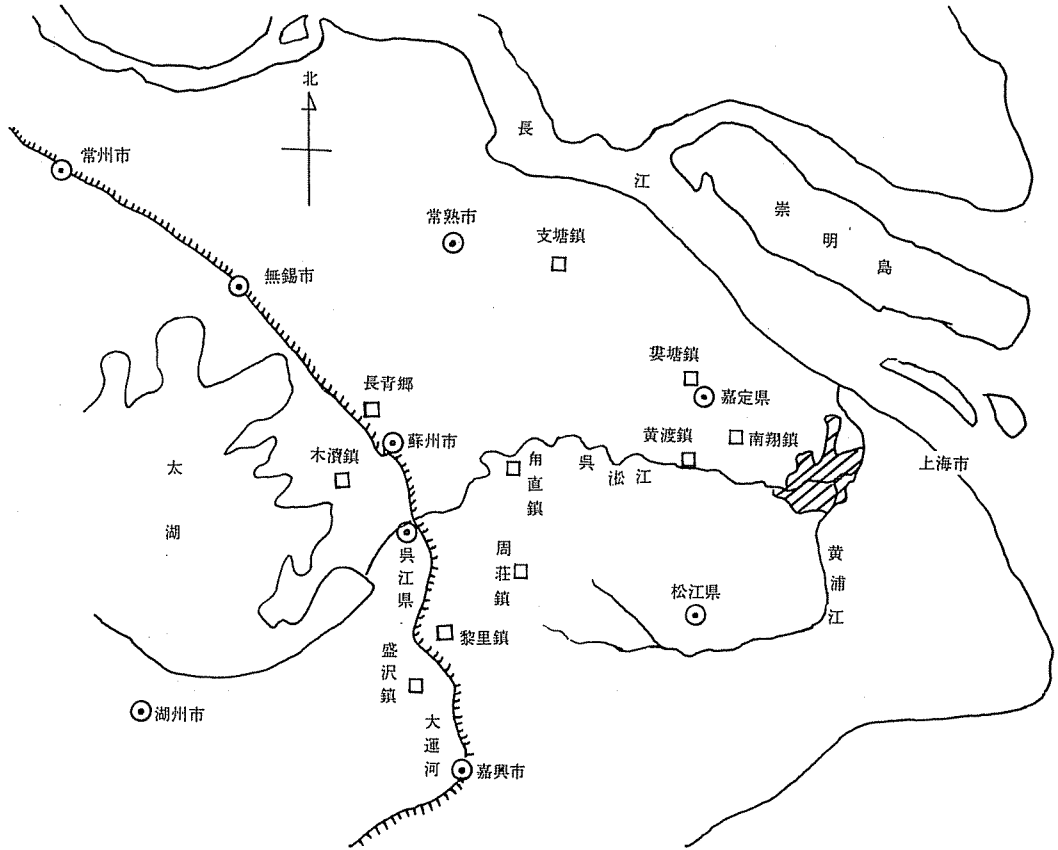 北
長
江
常州市
常熟市
支塘鎮
崇
明
島
無錫市
婁塘鎮
長青郷
嘉定県
黄渡鎮
南翔鎮
蘇州市
木瀆鎮
角直鎮
呉
淞
江
上海市
太
湖
呉江県
周荘鎮
黄浦江
松江県
黎里鎮
盛沢鎮
湖州市
大運河
嘉興市